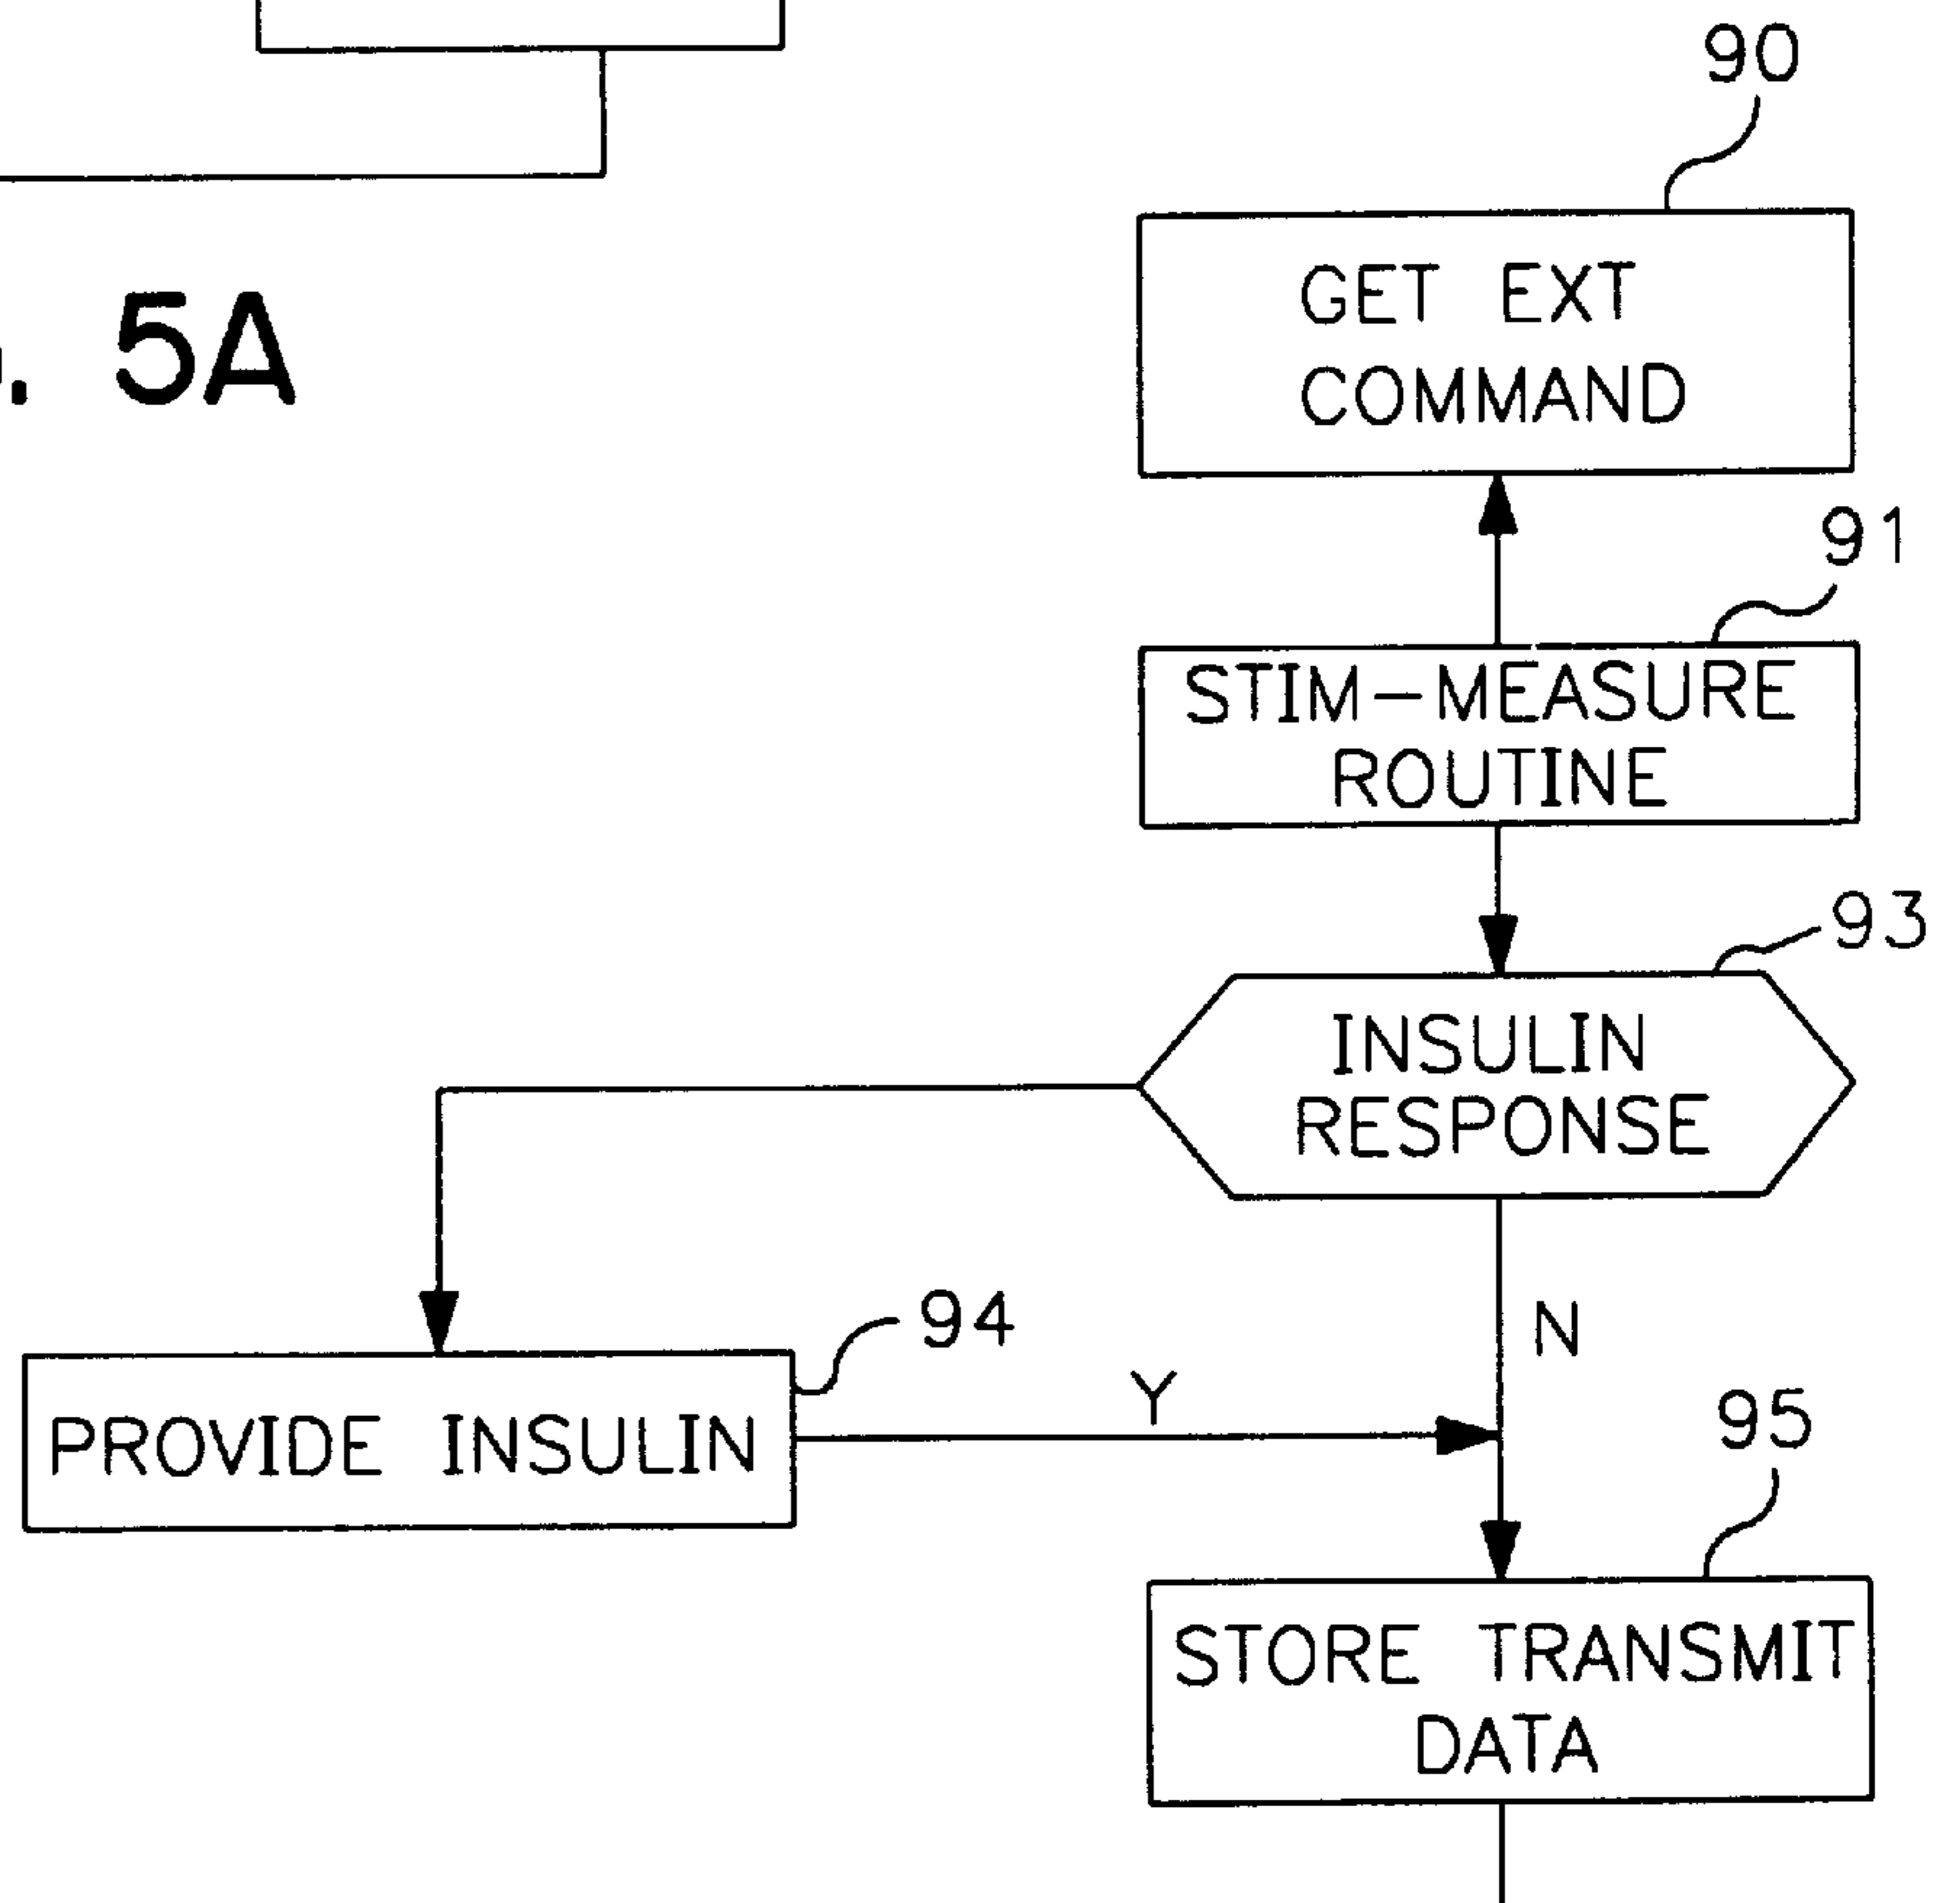 90
. 5A
GET EXT
COMMAND
91
STIM-MEASURE
ROUTINE
93
INSULIN
RESPONSE
94
N
Y
95
PROVIDE INSULIN
STORE TRANSMIT
DATA